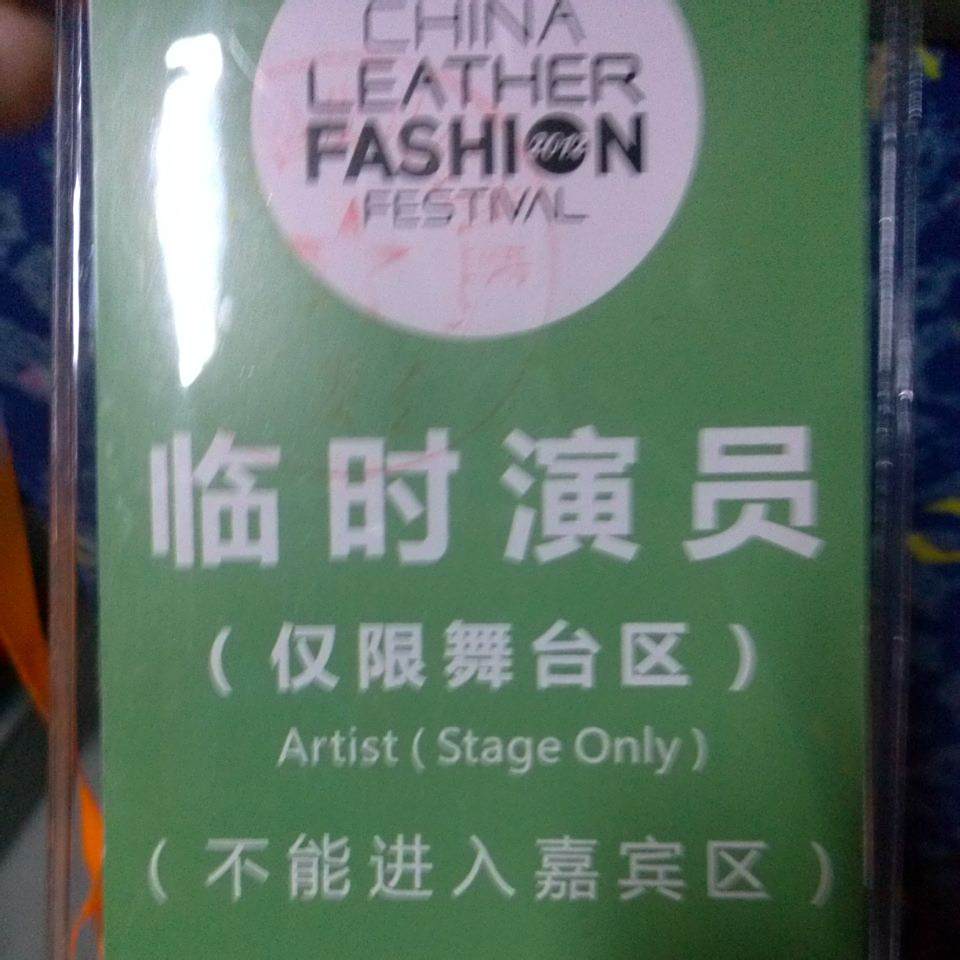 CHINA
LEATHER
FASHION
2012
FESTIVAL
临时演员
(仅限舞台区)
Artist (Stage Only)
(不能进入嘉宾区)